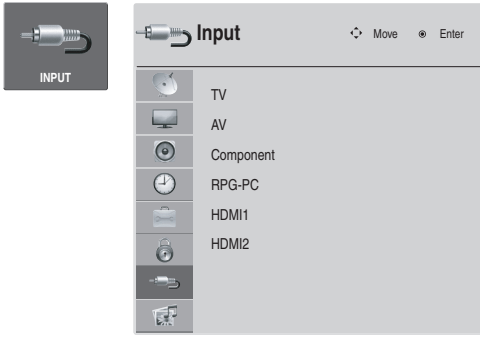 INPUT
Input
Move
Enter
TV
AV
Component
RPG-PC
HDMI1
HDMI2